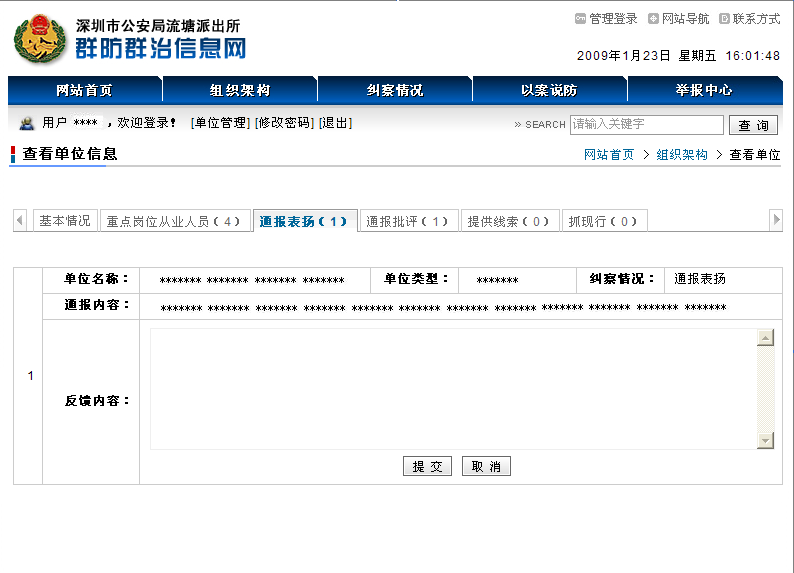 深圳市公安局流塘派出所
群防群治信息网
管理登录 网站导航 联系方式
2009年1月23日 星期五 16:01:48
网站首页 组织架构 纠察情况 以案说防 举报中心
用户 **** ，欢迎登录！ [单位管理] [修改密码] [退出]
» SEARCH 请输入关键字 查 询
查看单位信息
网站首页 > 组织架构 > 查看单位
基本情况 重点岗位从业人员（4） 通报表扬（1） 通报批评（1） 提供线索（0） 抓现行（0）
单位名称： ******* ******* ******* ******* 单位类型： ******* 纠察情况： 通报表扬
通报内容： ******* ******* ******* ******* ******* ******* ******* ******* ******* ******* ******* *******
1
反馈内容：
提 交 取 消